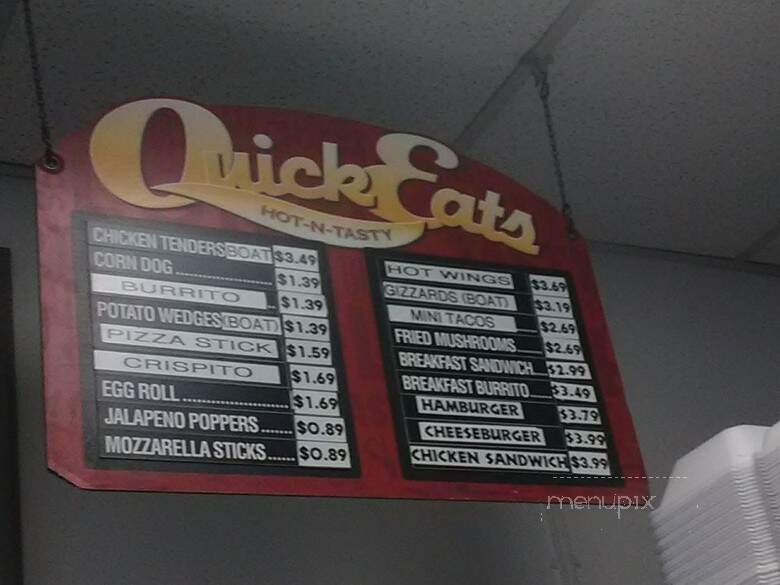 Quick Eats
HOT-N-TASTY
CHICKEN TENDERS (BOAT) $3.49
CORN DOG $1.39
BURRITO $1.39
POTATO WEDGES (BOAT) $1.39
PIZZA STICK $1.59
CRISPITO $1.69
EGG ROLL $1.69
JALAPENO POPPERS $0.89
MOZZARELLA STICKS $0.89
HOT WINGS $3.69
GIZZARDS (BOAT) $3.19
MINI TACOS $2.69
FRIED MUSHROOMS $2.69
BREAKFAST SANDWICH $2.99
BREAKFAST BURRITO $3.49
HAMBURGER $3.79
CHEESEBURGER $3.99
CHICKEN SANDWICH $3.99
menupix